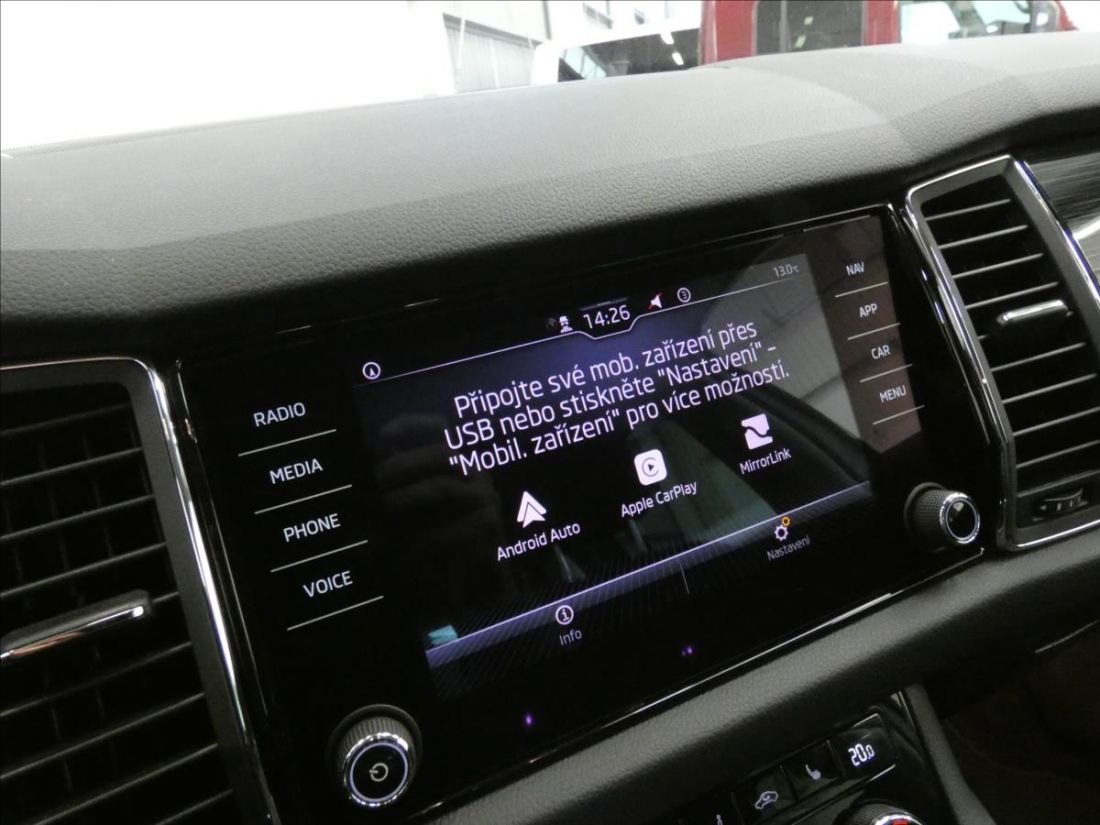 14:26
3
13.0°C
Připojte své mob. zařízení přes
USB nebo stiskněte "Nastavení" –
"Mobil. zařízení" pro více možností.
Android Auto
Apple CarPlay
MirrorLink
Info
Nastavení
RADIO
MEDIA
PHONE
VOICE
NAV
APP
CAR
MENU
20.0